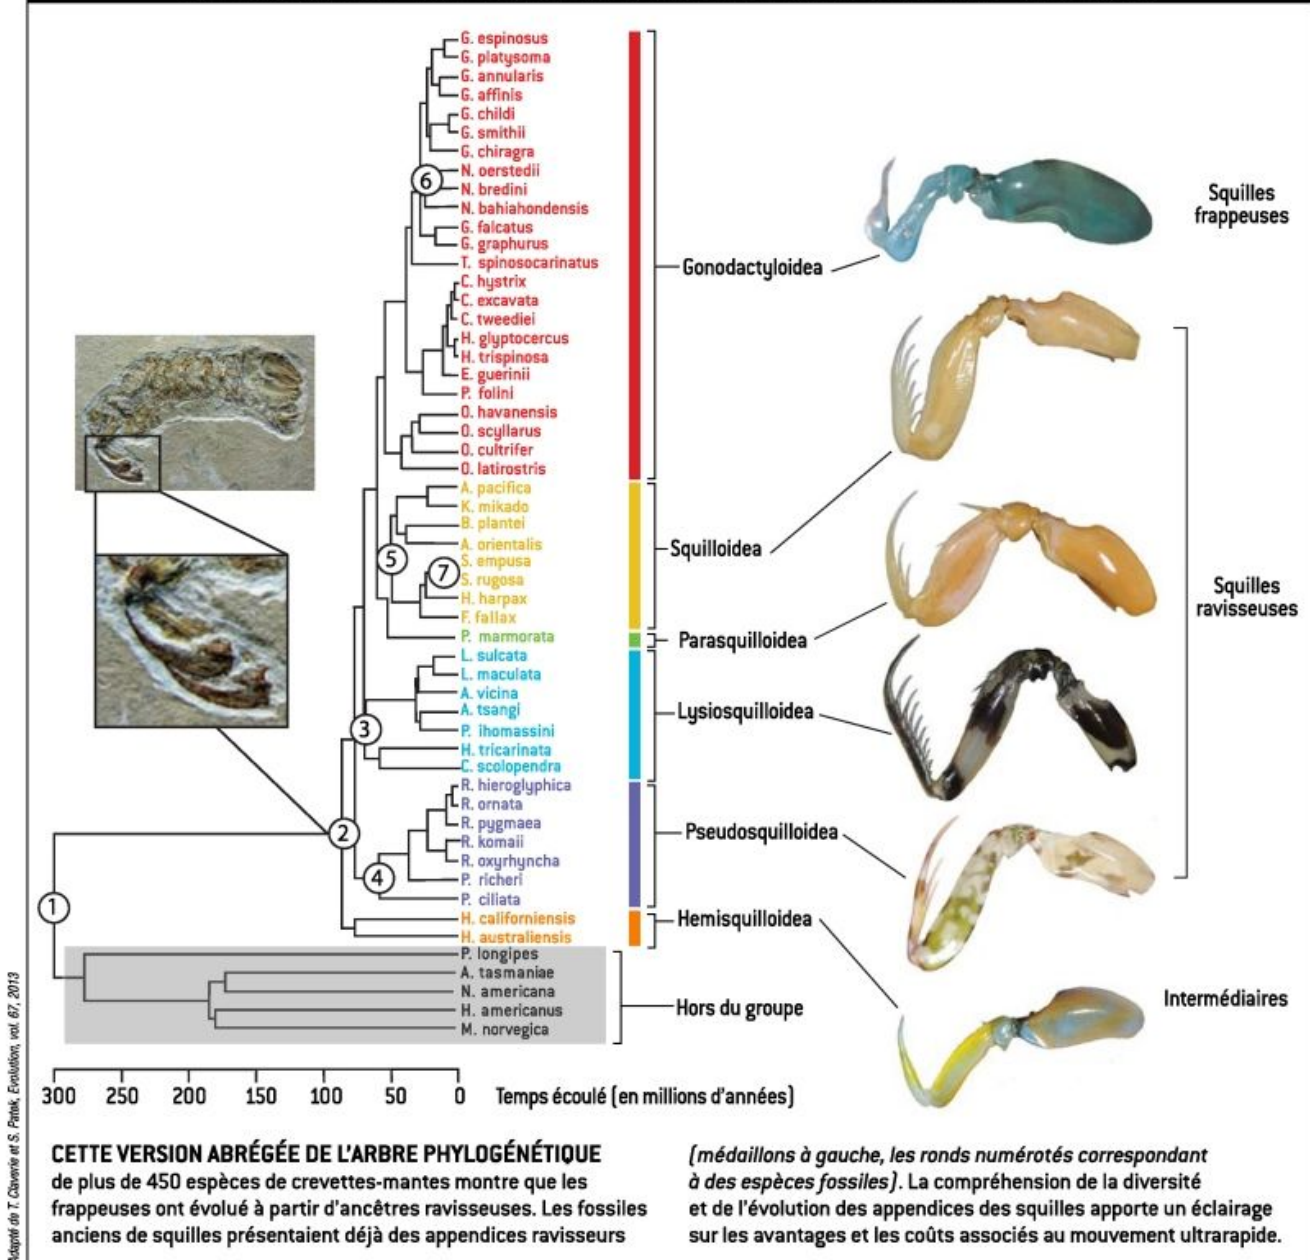 G. espinosus
G. platysoma
G. annularis
G. affinis
G. childi
G. smithii
G. chiragra
N. oerstedii
6
N. bredini
N. bahiahondensis
G. falcatus
G. graphurus
T. spinosocarinatus
C. hystrix
C. excavata
C. tweediei
H. glyptocercus
H. trispinosa
E. guerinii
P. folini
O. havanensis
O. scyllarus
O. cultrifer
O. latirostris
A. pacifica
K. mikado
B. plantei
A. orientalis
5
S. empusa
7
S. rugosa
H. harpax
F. fallax
P. marmorata
L. sulcata
L. maculata
A. vicina
A. tsangi
3
P. ihomassini
H. tricarinata
C. scolopendra
R. hieroglyphica
R. ornata
R. pygmaea
2
R. komaii
R. oxyrhyncha
4
P. richeri
P. ciliata
1
H. californiensis
H. australiensis
P. longipes
A. tasmaniae
N. americana
H. americanus
M. norvegica
Gonodactyloidea
Squilloidea
Parasquilloidea
Lysiosquilloidea
Pseudosquilloidea
Hemisquilloidea
Hors du groupe
Squilles
frappeuses
Squilles
ravisseuses
Intermédiaires
300 50 200 150 100 50 0 Temps écoulé (en millions d'années)
CETTE VERSION ABRÉGÉE DE L'ARBRE PHYLOGÉNÉTIQUE
de plus de 450 espèces de crevettes-mantes montre que les
frappeuses ont évolué à partir d'ancêtres ravisseuses. Les fossiles
anciens de squilles présentaient déjà des appendices ravisseurs
(médaillons à gauche, les ronds numérotés correspondant
à des espèces fossiles). La compréhension de la diversité
et de l'évolution des appendices des squilles apporte un éclairage
sur les avantages et les coûts associés au mouvement ultrarapide.
Adapté de T. Claverie et S. Patek, Evolution, vol. 67, 2013